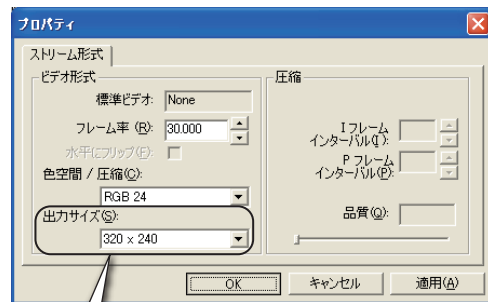 プロパティ
ストリーム形式
ビデオ形式
標準ビデオ: None
フレーム率 (R): 30.000
水平にフリップ(F):
色空間 / 圧縮(C):
RGB 24
出力サイズ(S):
320 x 240
圧縮
I フレーム
インターバル(I):
P フレーム
インターバル(P):
品質(Q):
OK キャンセル 適用(A)